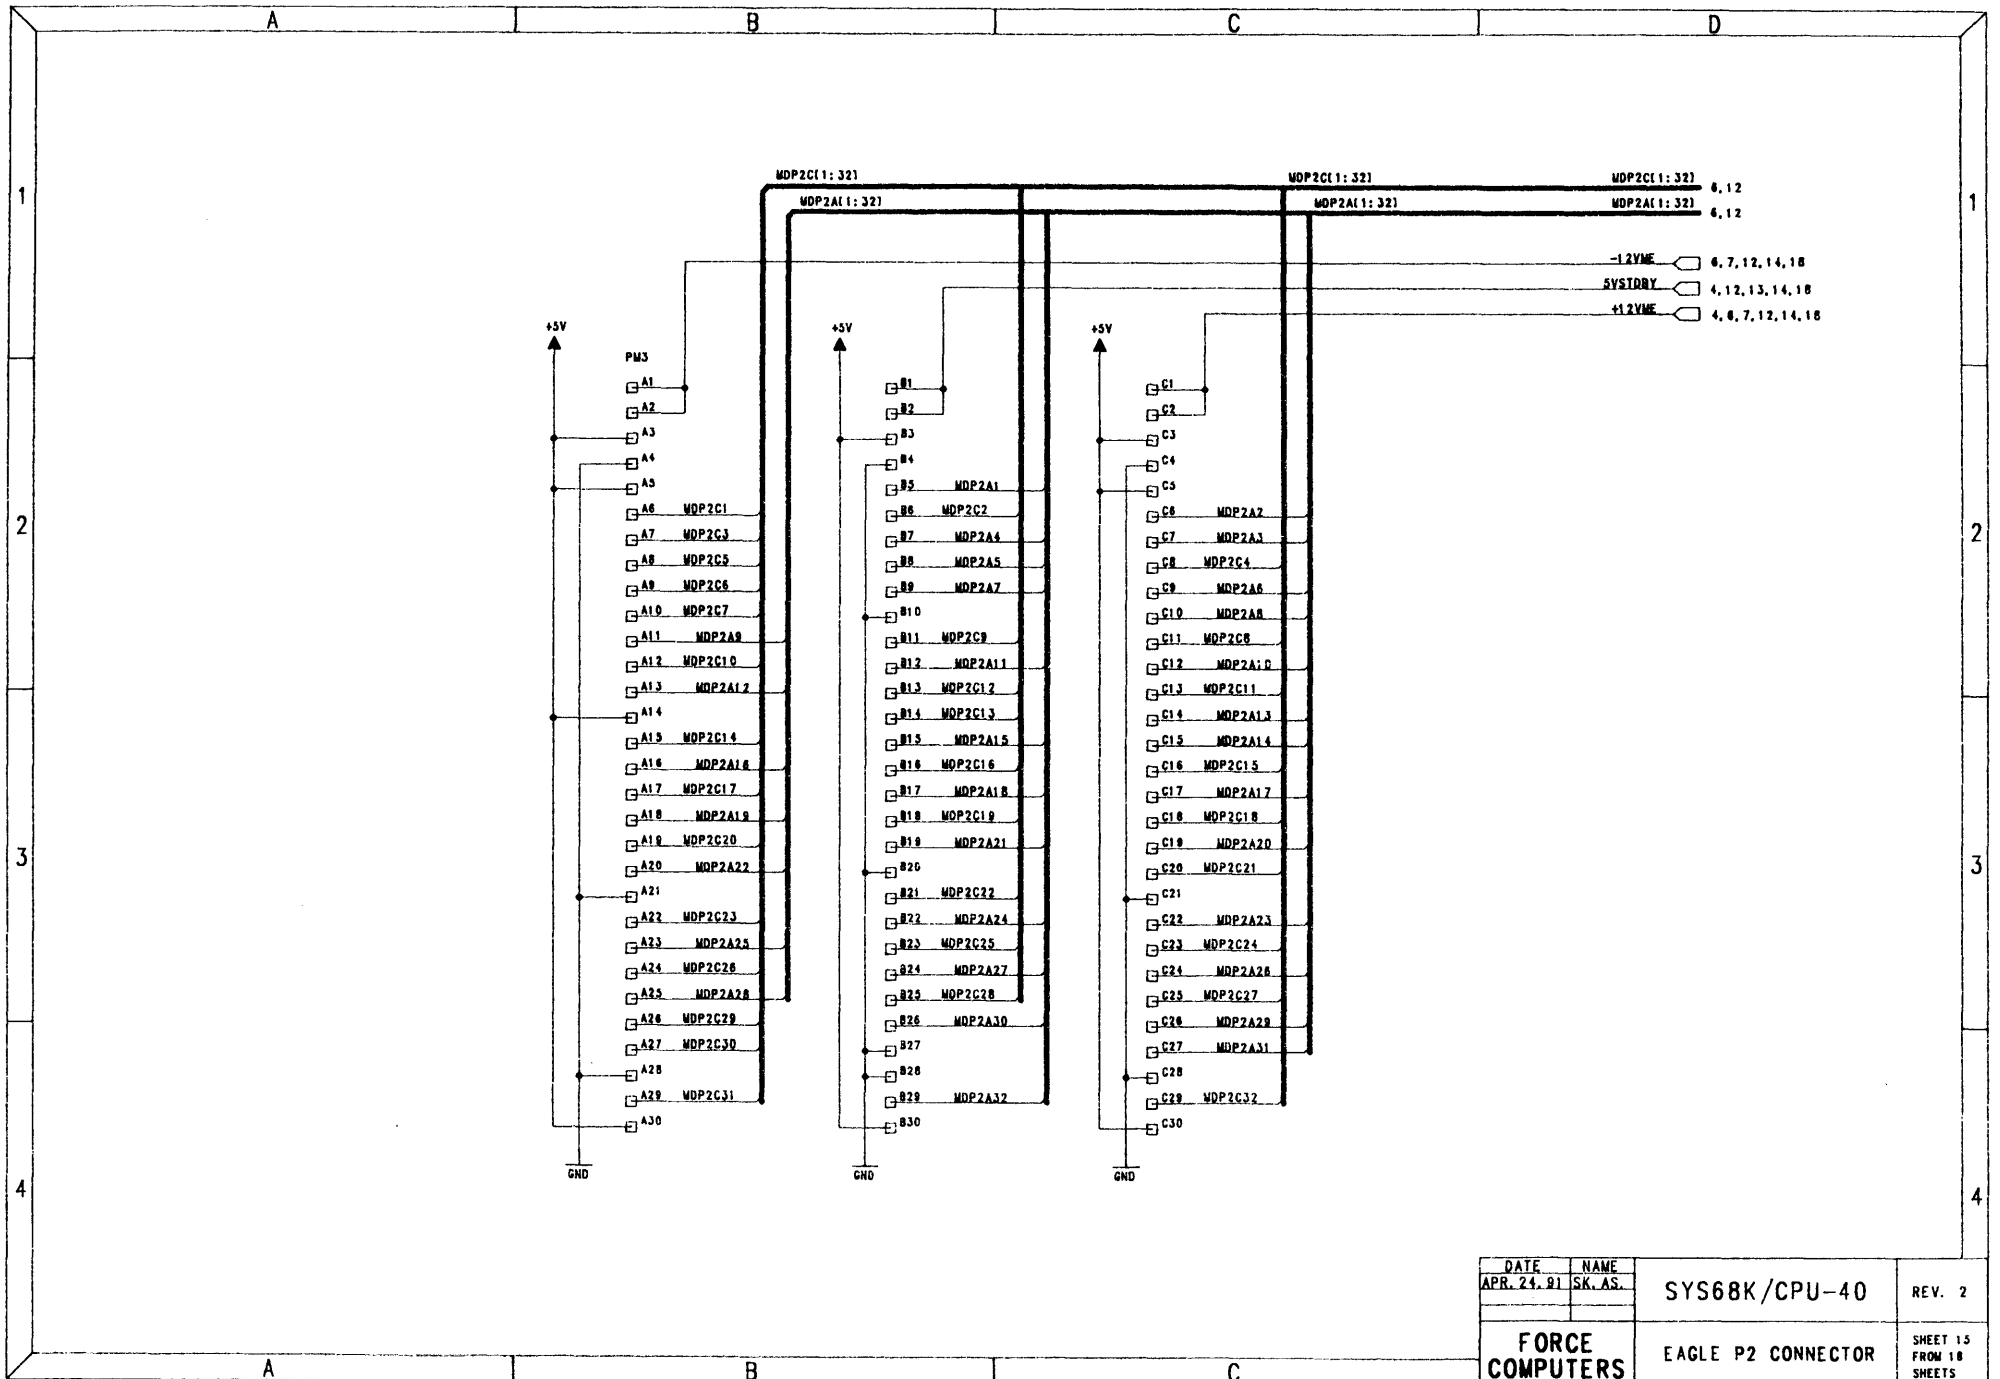 A B C D
MDP2C[1:32] MDP2C[1:32] MDP2C[1:32] 6,12
MDP2A[1:32] MDP2A[1:32] MDP2A[1:32] 6,12
1 1
-12VME 6,7,12,14,18
5VSTDBY 4,12,13,14,18
+12VME 4,6,7,12,14,18
+5V +5V +5V
PM3
A1 B1 C1
A2 B2 C2
A3 B3 C3
A4 B4 C4
A5 B5 MDP2A1 C5
A6 MDP2C1 B6 MDP2C2 C6 MDP2A2
2 2
A7 MDP2C3 B7 MDP2A4 C7 MDP2A3
A8 MDP2C5 B8 MDP2A5 C8 MDP2C4
A9 MDP2C6 B9 MDP2A7 C9 MDP2A6
A10 MDP2C7 B10 C10 MDP2A8
A11 MDP2A9 B11 MDP2C9 C11 MDP2C8
A12 MDP2C10 B12 MDP2A11 C12 MDP2A10
A13 MDP2A12 B13 MDP2C12 C13 MDP2C11
A14 B14 MDP2C13 C14 MDP2A13
A15 MDP2C14 B15 MDP2A15 C15 MDP2A14
A16 MDP2A16 B16 MDP2C16 C16 MDP2C15
A17 MDP2C17 B17 MDP2A18 C17 MDP2A17
A18 MDP2A19 B18 MDP2C19 C18 MDP2C18
A19 MDP2C20 B19 MDP2A21 C19 MDP2A20
3 3
A20 MDP2A22 B20 C20 MDP2C21
A21 B21 MDP2C22 C21
A22 MDP2C23 B22 MDP2A24 C22 MDP2A23
A23 MDP2A25 B23 MDP2C25 C23 MDP2C24
A24 MDP2C26 B24 MDP2A27 C24 MDP2A26
A25 MDP2A28 B25 MDP2C28 C25 MDP2C27
A26 MDP2C29 B26 MDP2A30 C26 MDP2A29
A27 MDP2C30 B27 C27 MDP2A31
A28 B28 C28
A29 MDP2C31 B29 MDP2A32 C29 MDP2C32
A30 B30 C30
GND GND GND
4 4
DATE NAME
APR. 24. 91 SK. AS.
SYS68K/CPU-40
REV. 2
FORCE
COMPUTERS
EAGLE P2 CONNECTOR
SHEET 15
FROM 18
SHEETS
A B C